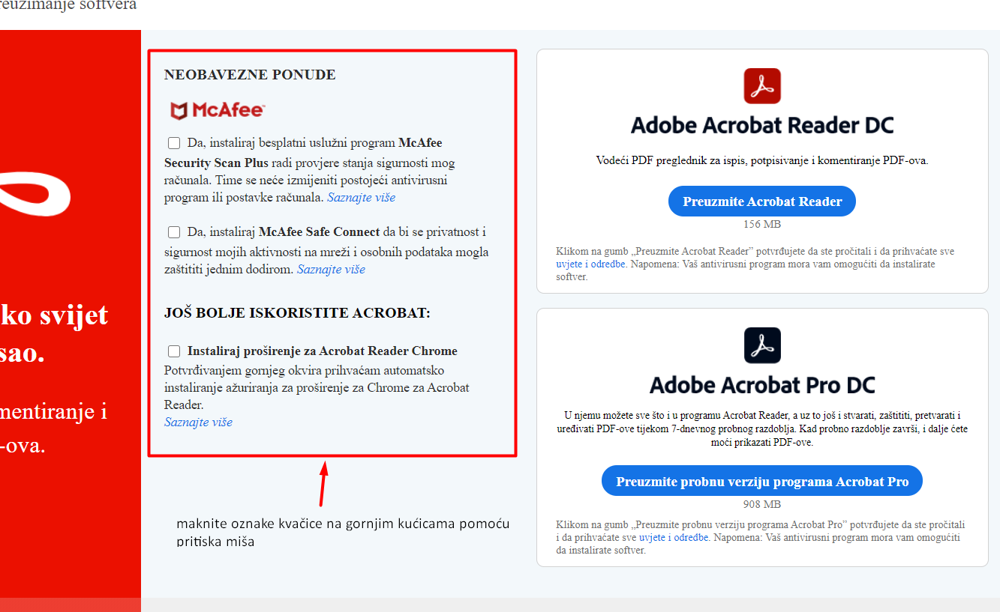 reuzimanje softvera
NEOBAVEZNE PONUDE
McAfee™
Da, instaliraj besplatni uslužni program McAfee
Security Scan Plus radi provjere stanja sigurnosti mog
računala. Time se neće izmijeniti postojeći antivirusni
program ili postavke računala. Saznajte više
Da, instaliraj McAfee Safe Connect da bi se privatnost i
sigurnost mojih aktivnosti na mreži i osobnih podataka mogla
zaštititi jednim dodirom. Saznajte više
JOŠ BOLJE ISKORISTITE ACROBAT:
Instaliraj proširenje za Acrobat Reader Chrome
Potvrđivanjem gornjeg okvira prihvaćam automatsko
instaliranje ažuriranja za proširenje za Chrome za Acrobat
Reader.
Saznajte više
maknite oznake kvačice na gornjim kućicama pomoću
pritiska miša
ko svijet
sao.
mentiranje i
-ova.
Adobe Acrobat Reader DC
Vodeći PDF preglednik za ispis, potpisivanje i komentiranje PDF-ova.
Preuzmite Acrobat Reader
156 MB
Klikom na gumb „Preuzmite Acrobat Reader” potvrđujete da ste pročitali i da prihvaćate sve
uvjete i odredbe. Napomena: Vaš antivirusni program mora vam omogućiti da instalirate
softver.
Adobe Acrobat Pro DC
U njemu možete sve što i u programu Acrobat Reader, a uz to još i stvarati, zaštititi, pretvarati i
uređivati PDF-ove tijekom 7-dnevnog probnog razdoblja. Kad probno razdoblje završi, i dalje ćete
moći prikazati PDF-ove.
Preuzmite probnu verziju programa Acrobat Pro
908 MB
Klikom na gumb „Preuzmite probnu verziju programa Acrobat Pro” potvrđujete da ste pročitali
i da prihvaćate sve uvjete i odredbe. Napomena: Vaš antivirusni program mora vam omogućiti
da instalirate softver.